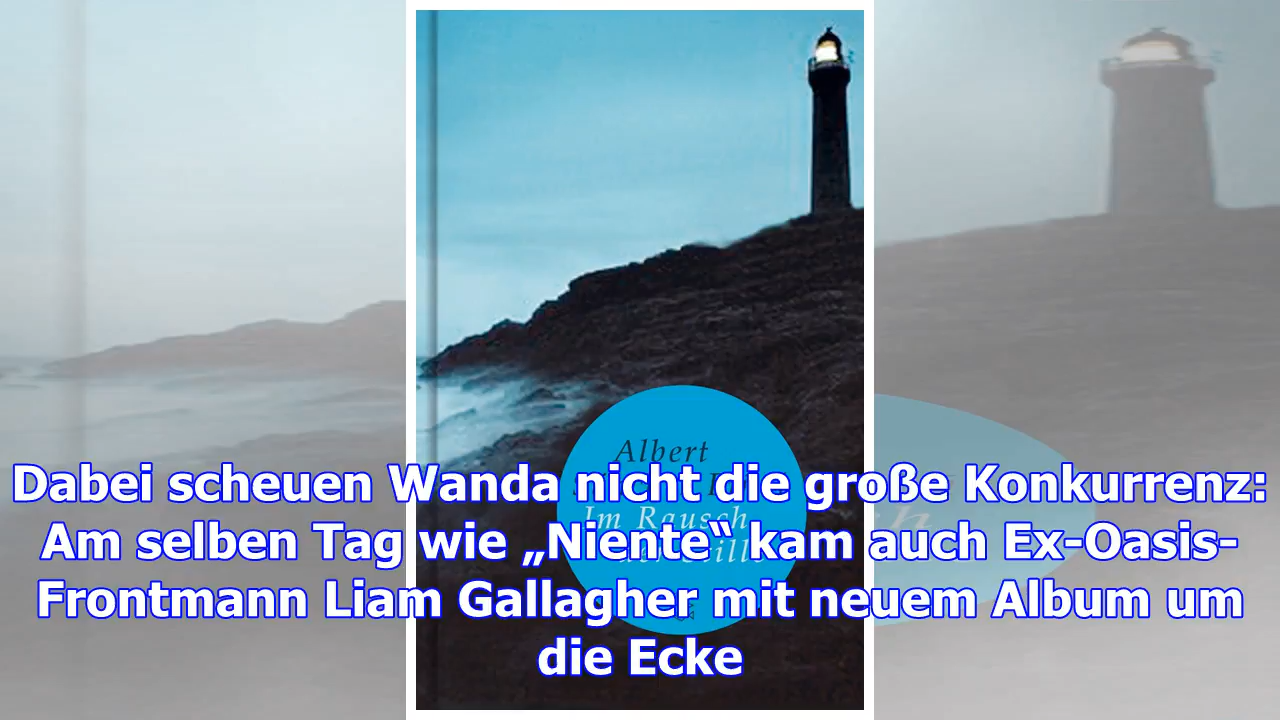 Albert
Im Rausch
Dabei scheuen Wanda nicht die große Konkurrenz:
Am selben Tag wie „Niente“ kam auch Ex-Oasis-
Frontmann Liam Gallagher mit neuem Album um
die Ecke